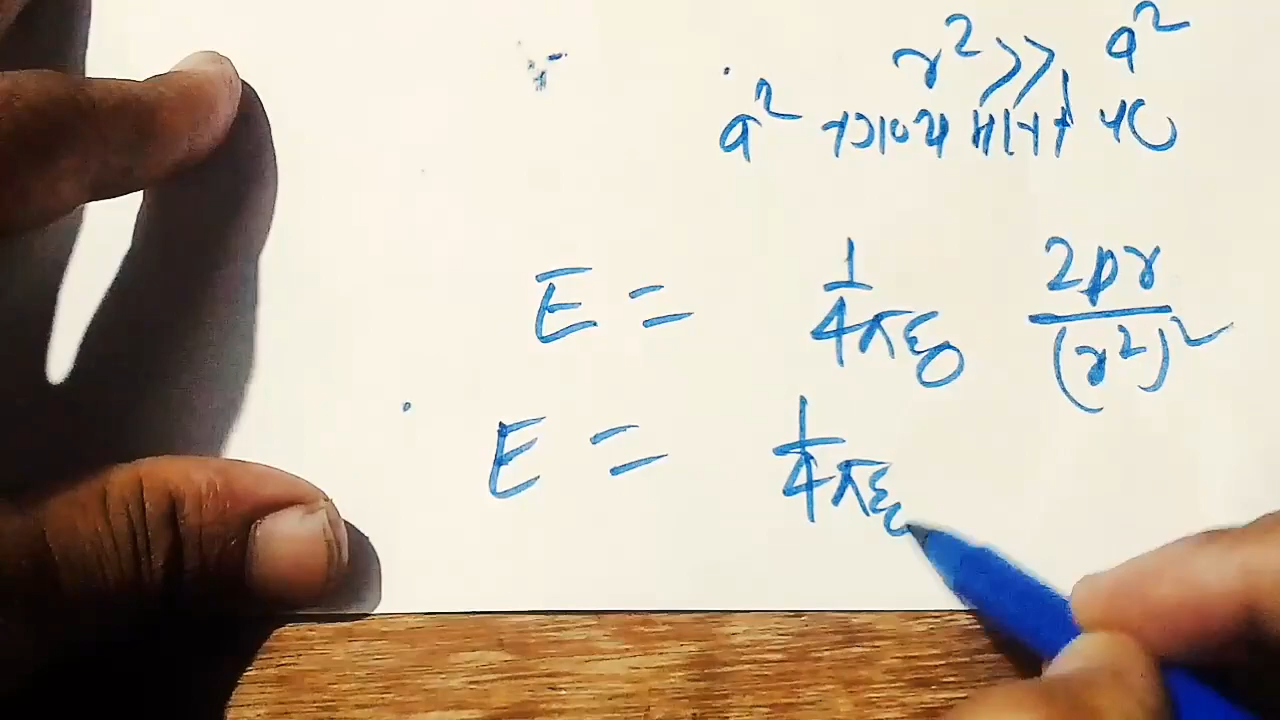 r² >> a²
a²
E = 1/4πε₀ 2pr/(r²)²
E = 1/4πε